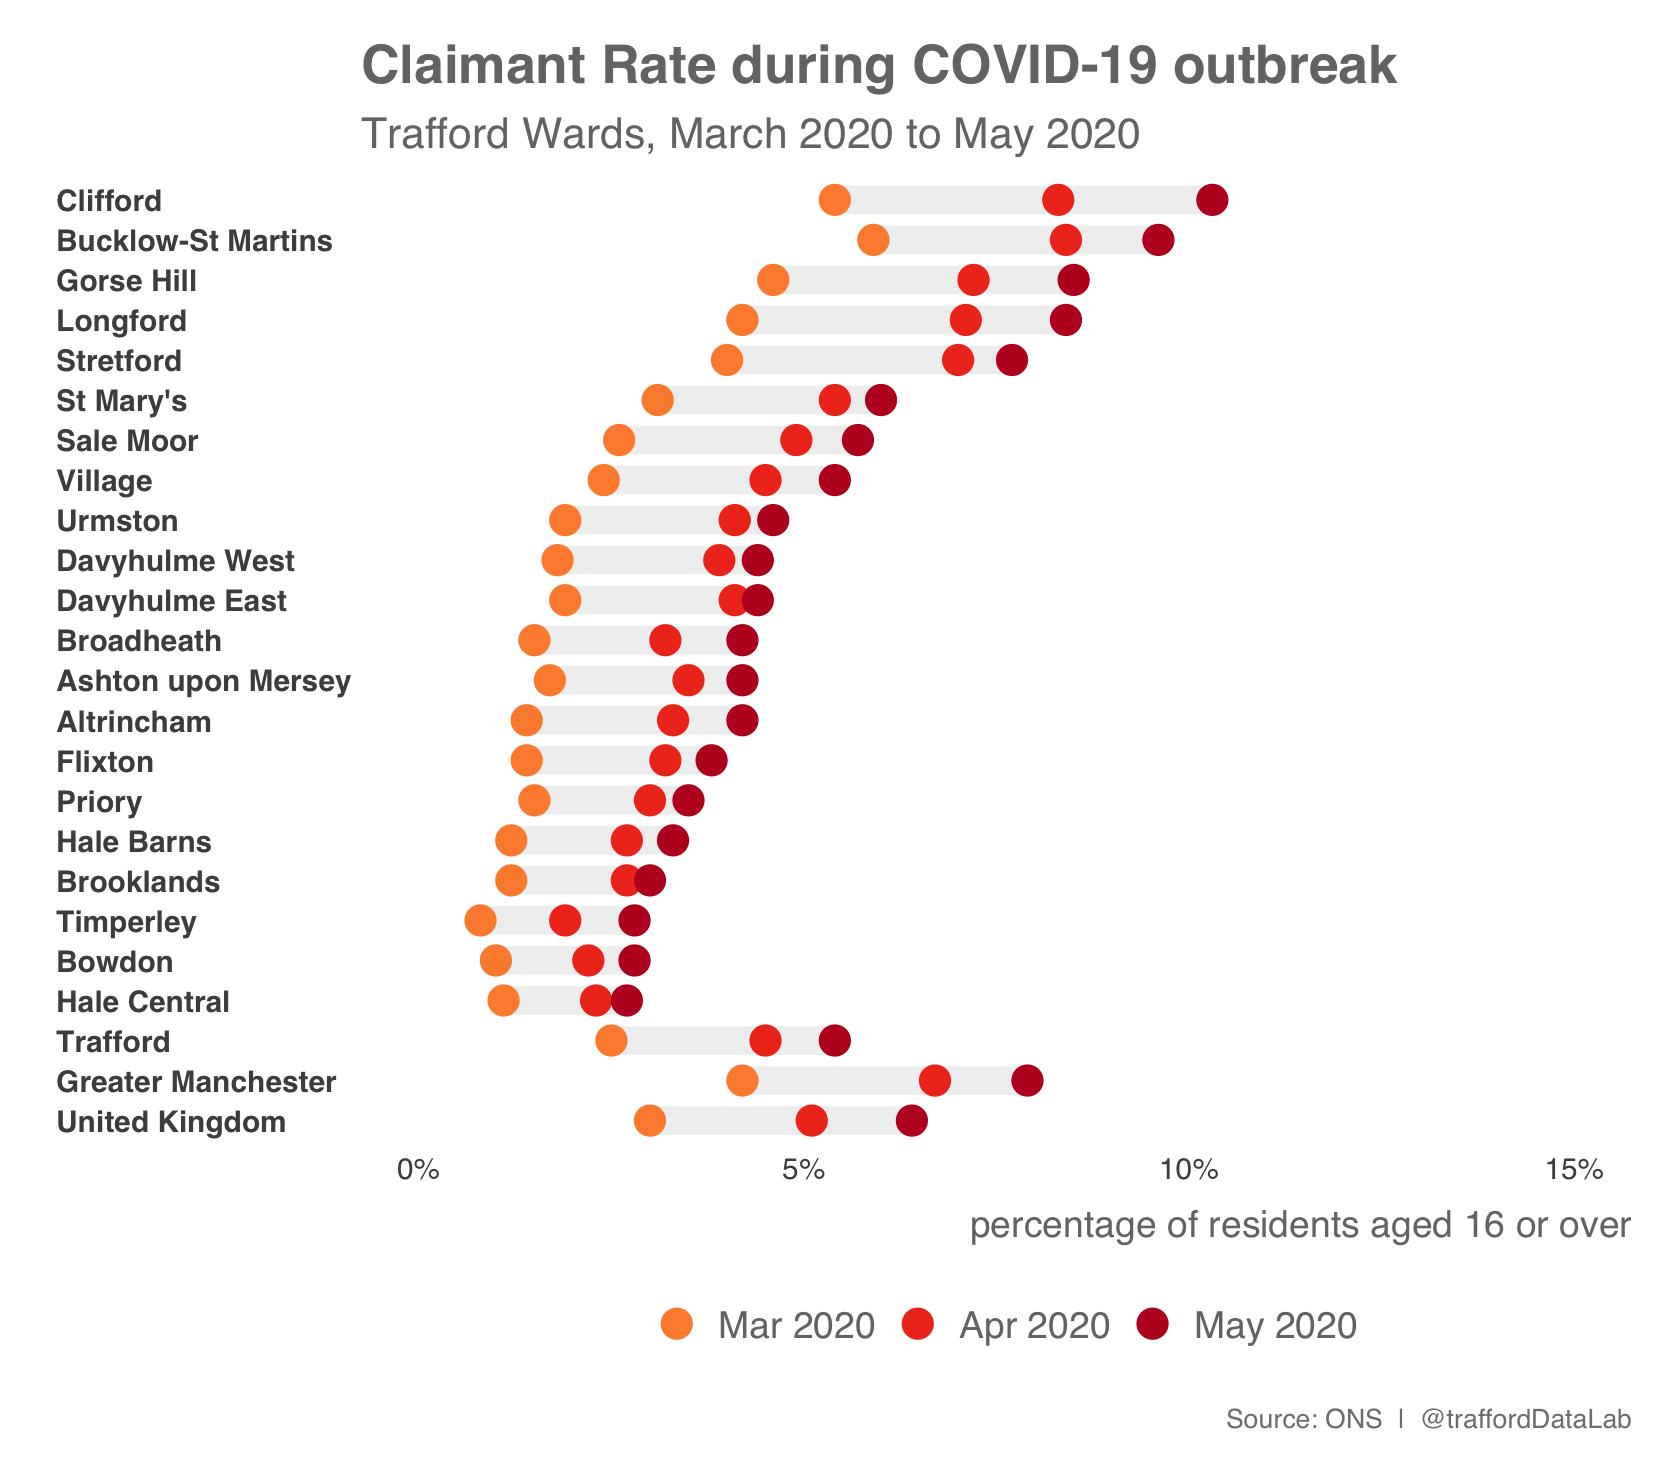 Claimant Rate during COVID-19 outbreak
Trafford Wards, March 2020 to May 2020
Clifford
Bucklow-St Martins
Gorse Hill
Longford
Stretford
St Mary's
Sale Moor
Village
Urmston
Davyhulme West
Davyhulme East
Broadheath
Ashton upon Mersey
Altrincham
Flixton
Priory
Hale Barns
Brooklands
Timperley
Bowdon
Hale Central
Trafford
Greater Manchester
United Kingdom
0% 5% 10% 15%
percentage of residents aged 16 or over
Mar 2020 Apr 2020 May 2020
Source: ONS | @traffordDataLab